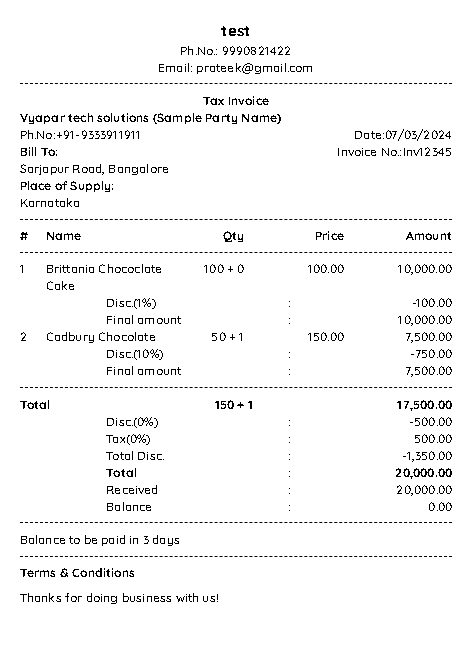 test
Ph.No.: 9990821422
Email: prateek@gmail.com
Tax Invoice
Vyapar tech solutions (Sample Party Name)
Ph.No:+91-9333911911 Date:07/03/2024
Bill To: Invoice No.:Inv12345
Sarjapur Road, Bangalore
Place of Supply:
Karnataka
# Name Qty Price Amount
1 Brittania Chococlate 100 + 0 100.00 10,000.00
Cake
Disc.(1%) : -100.00
Final amount : 10,000.00
2 Cadbury Chocolate 50 + 1 150.00 7,500.00
Disc.(10%) : -750.00
Final amount : 7,500.00
Total 150 + 1 17,500.00
Disc.(0%) : -500.00
Tax(0%) : 500.00
Total Disc. : -1,350.00
Total : 20,000.00
Received : 20,000.00
Balance : 0.00
Balance to be paid in 3 days
Terms & Conditions
Thanks for doing business with us!